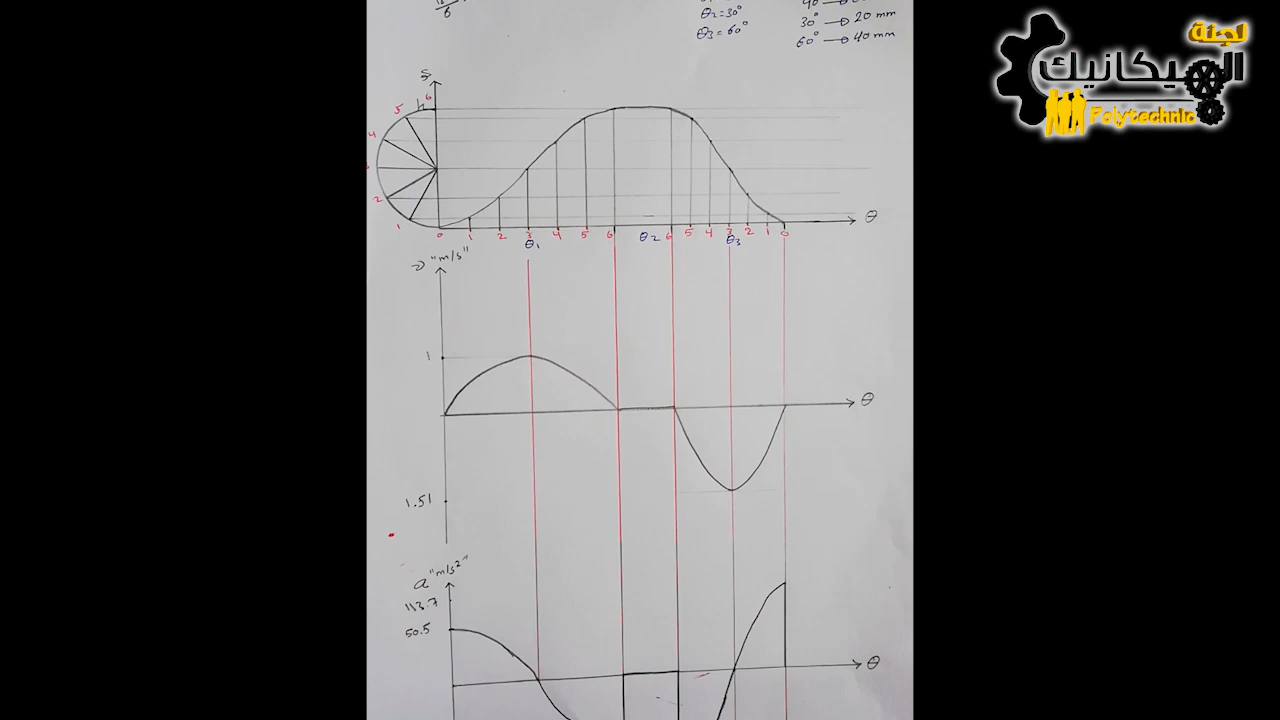 6
θ2=30°
θ3=60°
30° → 20 mm
60° → 40 mm
لجنة
الميكانيك
Polytechnic
S
h
6
5
4
2
1
θ
0 1 2 3 4 5 6 θ2 6 5 4 3 2 1 0
θ1 θ3
"m/s"
1
θ
1.51
a "m/s²"
113.7
50.5
θ